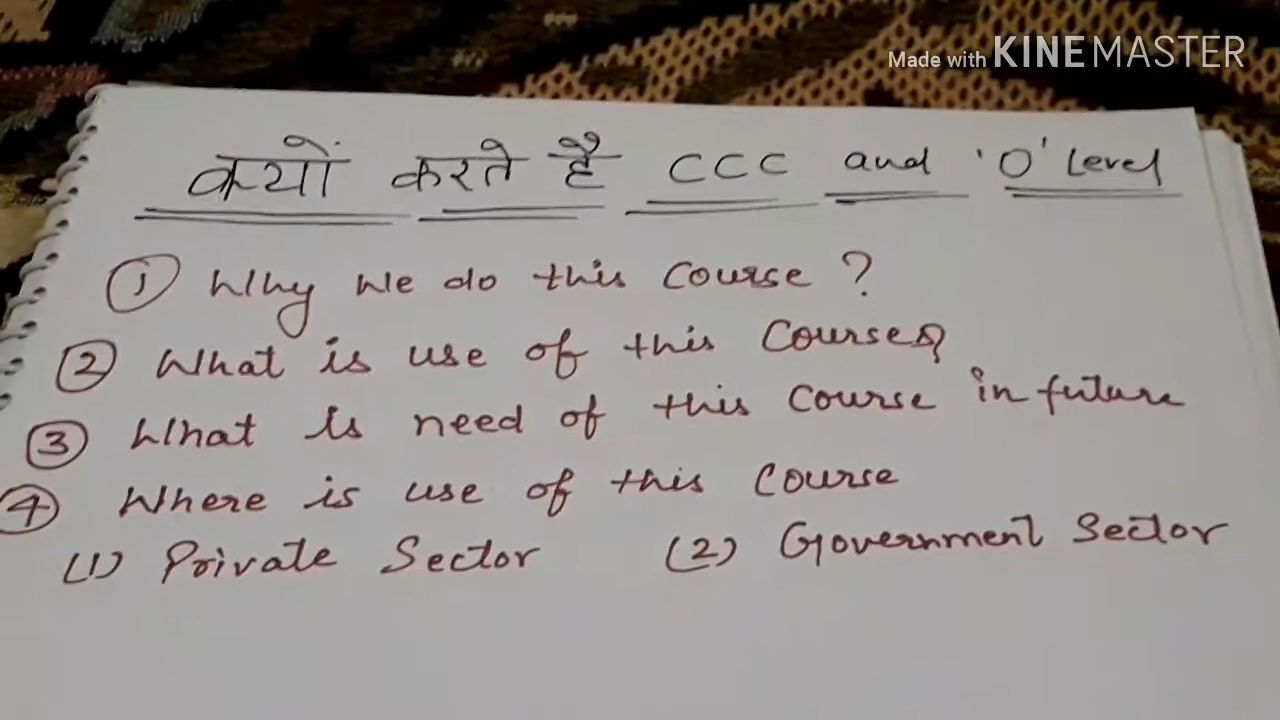 Made with KINEMASTER
क्यों करते है CCC and 'O' Level
① Why We do this Course ?
② What is use of this Course?
③ What is need of this Course in future
④ Where is use of this Course
(1) Private Sector (2) Government Sector